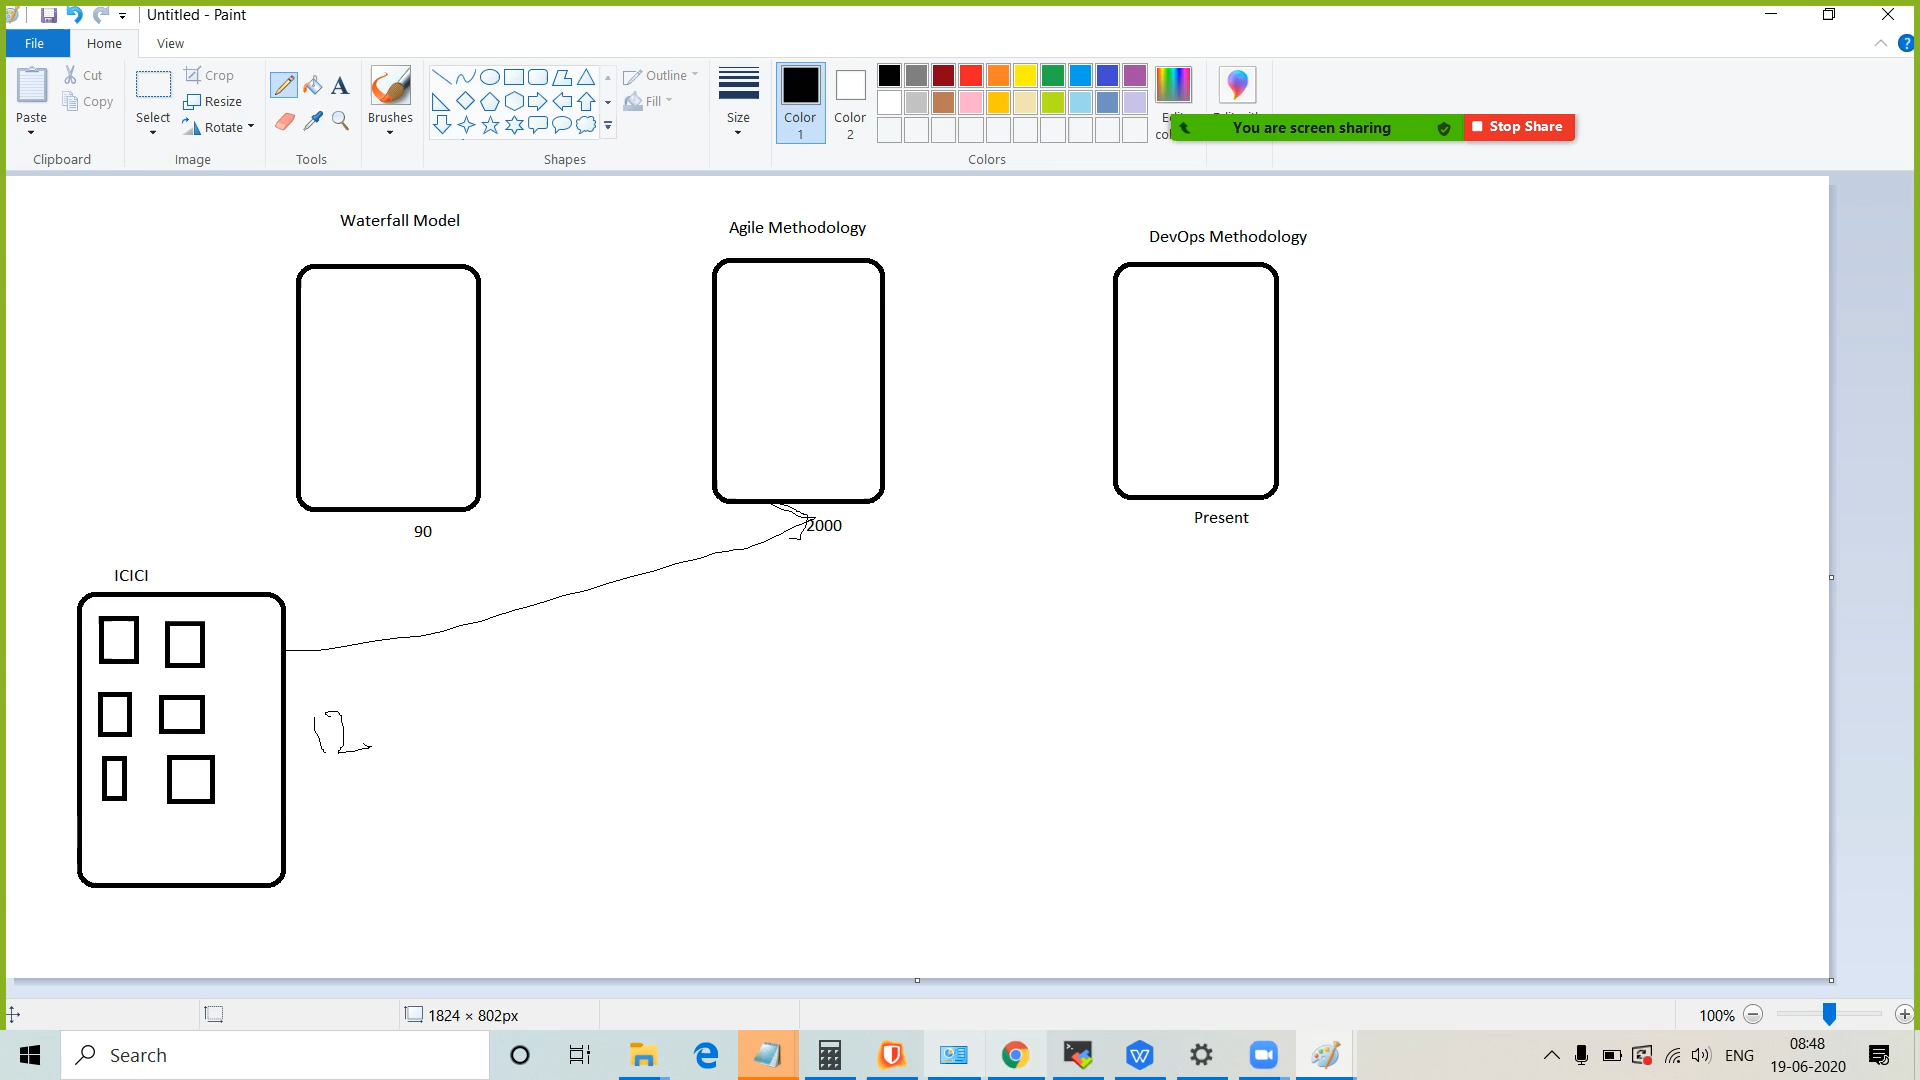 Untitled - Paint
File Home View
Cut
Copy
Paste
Clipboard
Select
Crop
Resize
Rotate
Image
A
Tools
Brushes
Outline
Fill
Shapes
Size
Color 1
Color 2
Colors
You are screen sharing
Stop Share
Waterfall Model
Agile Methodology
DevOps Methodology
90
2000
Present
ICICI
1824 × 802px
100%
Search
ENG
08:48
19-06-2020